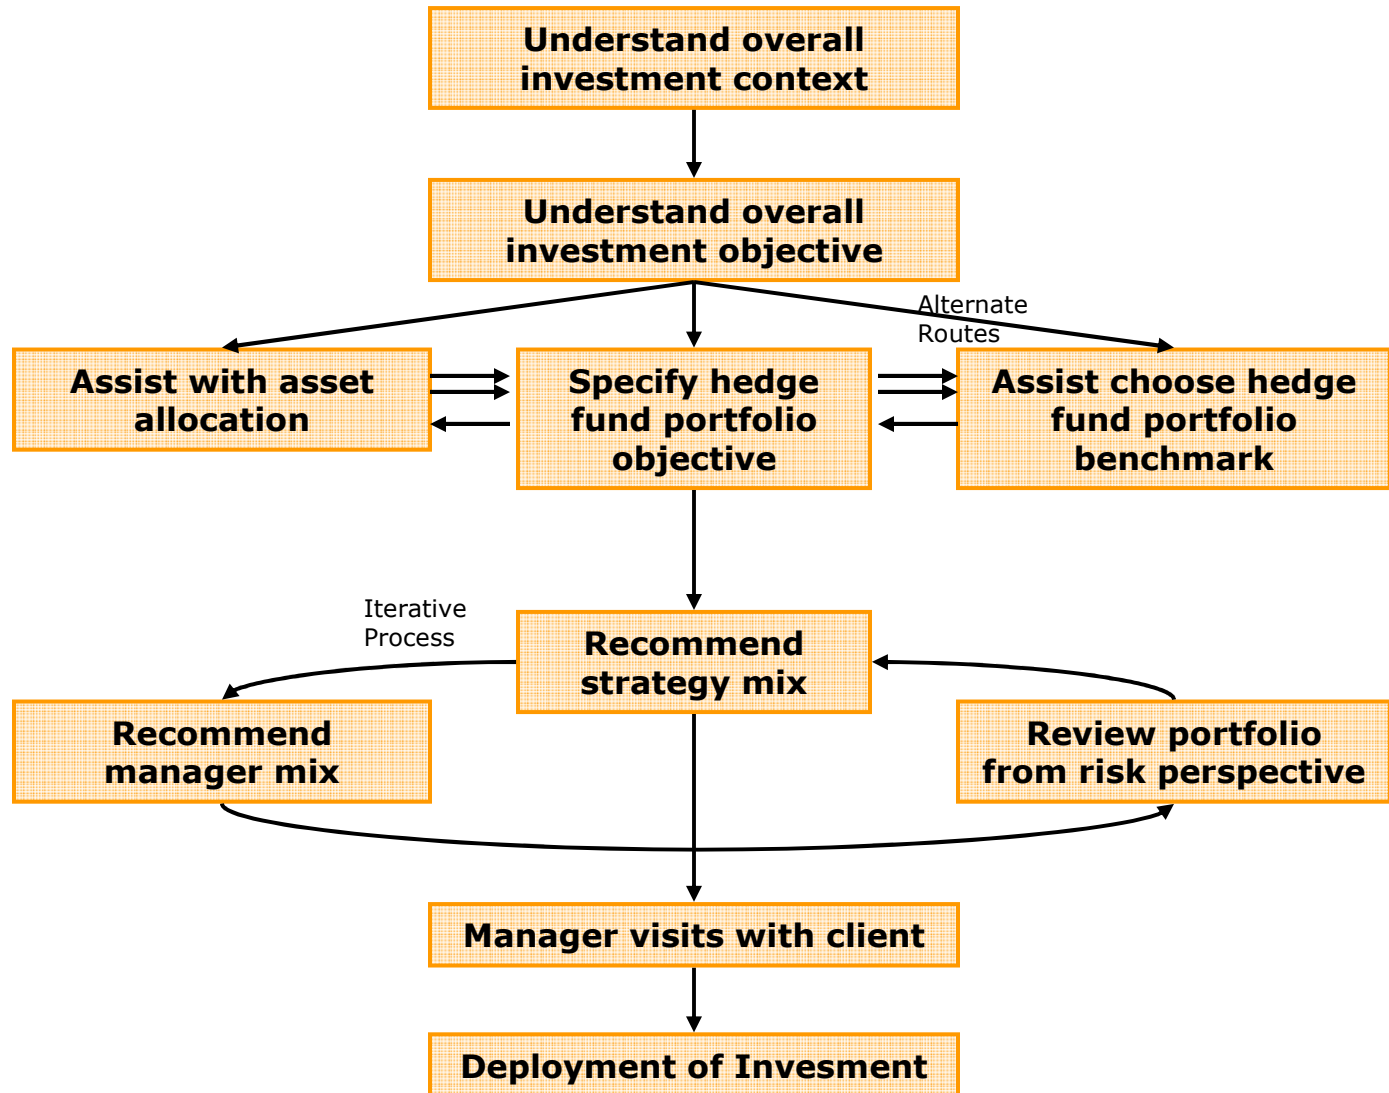 Understand overall
investment context
Understand overall
investment objective
Alternate
Routes
Assist with asset
allocation
Specify hedge
fund portfolio
objective
Assist choose hedge
fund portfolio
benchmark
Iterative
Process
Recommend
strategy mix
Recommend
manager mix
Review portfolio
from risk perspective
Manager visits with client
Deployment of Invesment